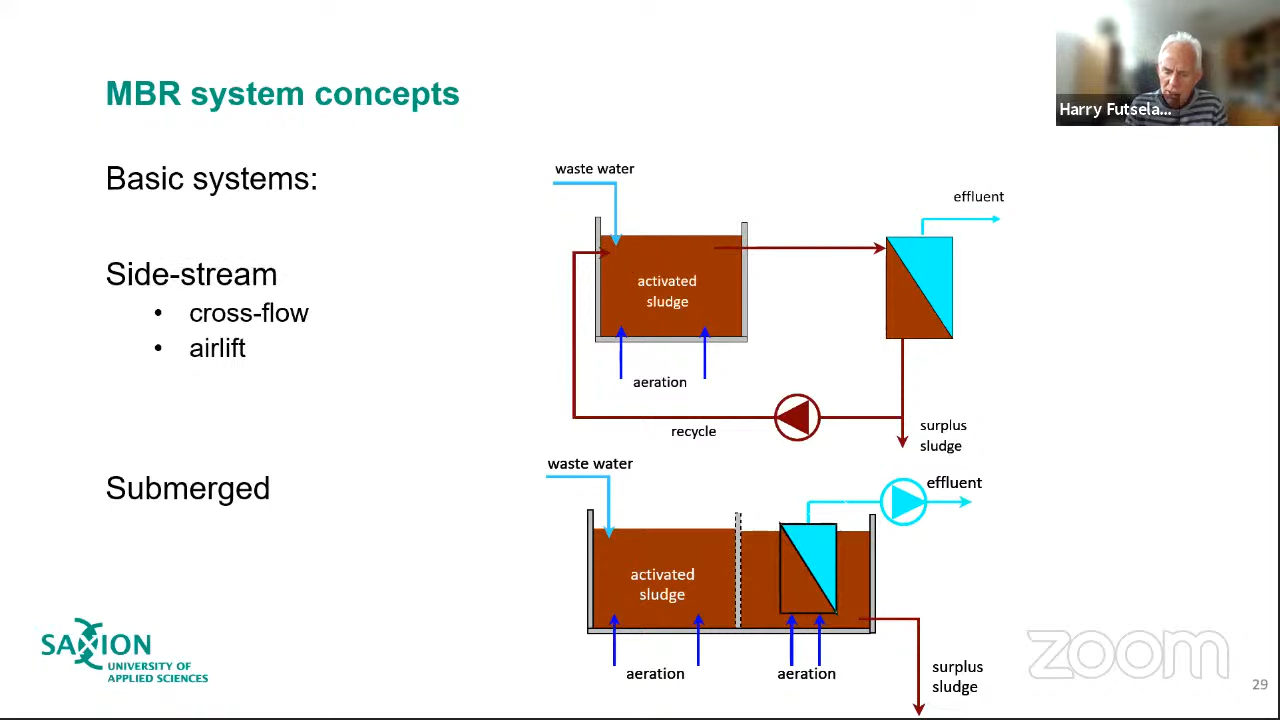 MBR system concepts
Harry Futsela...
Basic systems:
Side-stream
• cross-flow
• airlift
Submerged
waste water
effluent
activated
sludge
aeration
recycle
surplus
sludge
waste water
effluent
activated
sludge
aeration
aeration
surplus
sludge
SAXION
UNIVERSITY OF
APPLIED SCIENCES
zoom
29